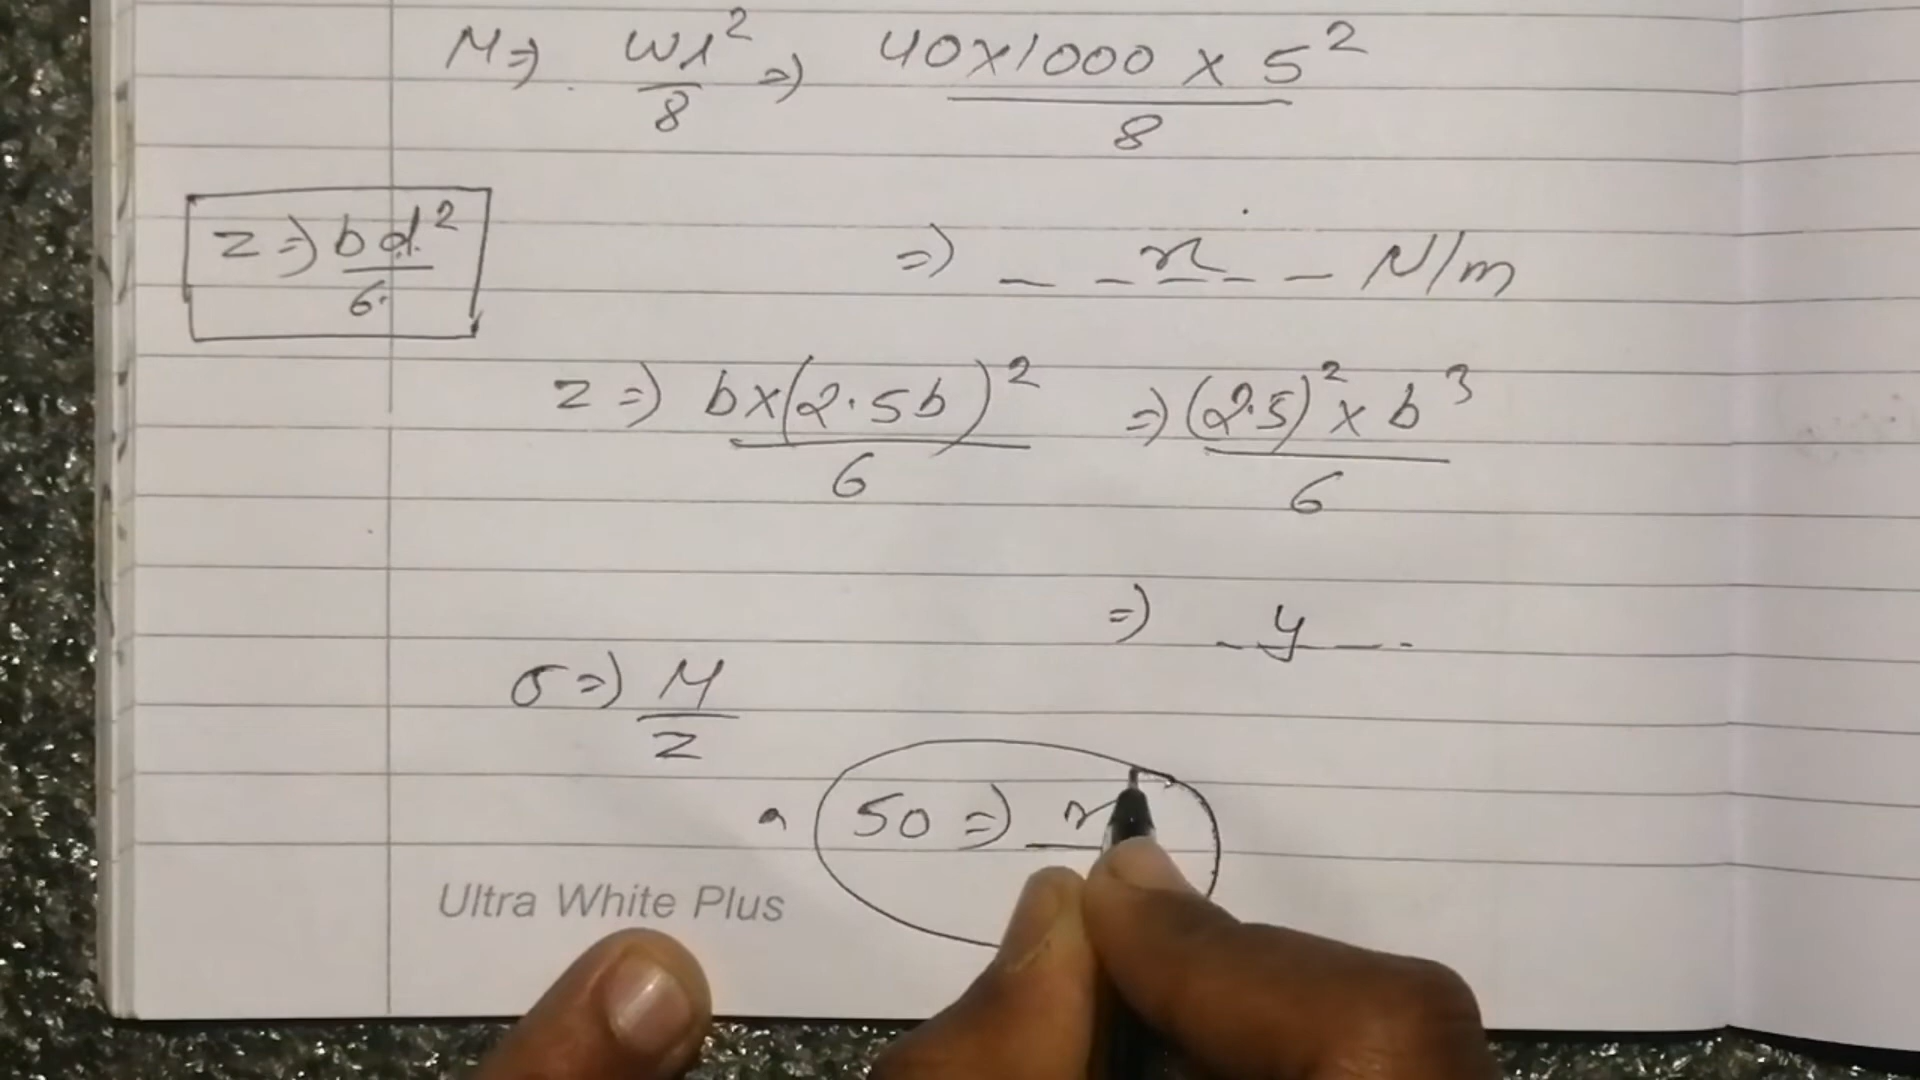 M ⇒ wl²/8 ⇒ 40×1000 × 5²/8
z ⇒ bd²/6
⇒ _ _ x _ _ N/m
z ⇒ b×(2.5b)²/6 ⇒ (2.5)² × b³/6
⇒ _ y _ _
σ ⇒ M/z
50 ⇒ x
Ultra White Plus